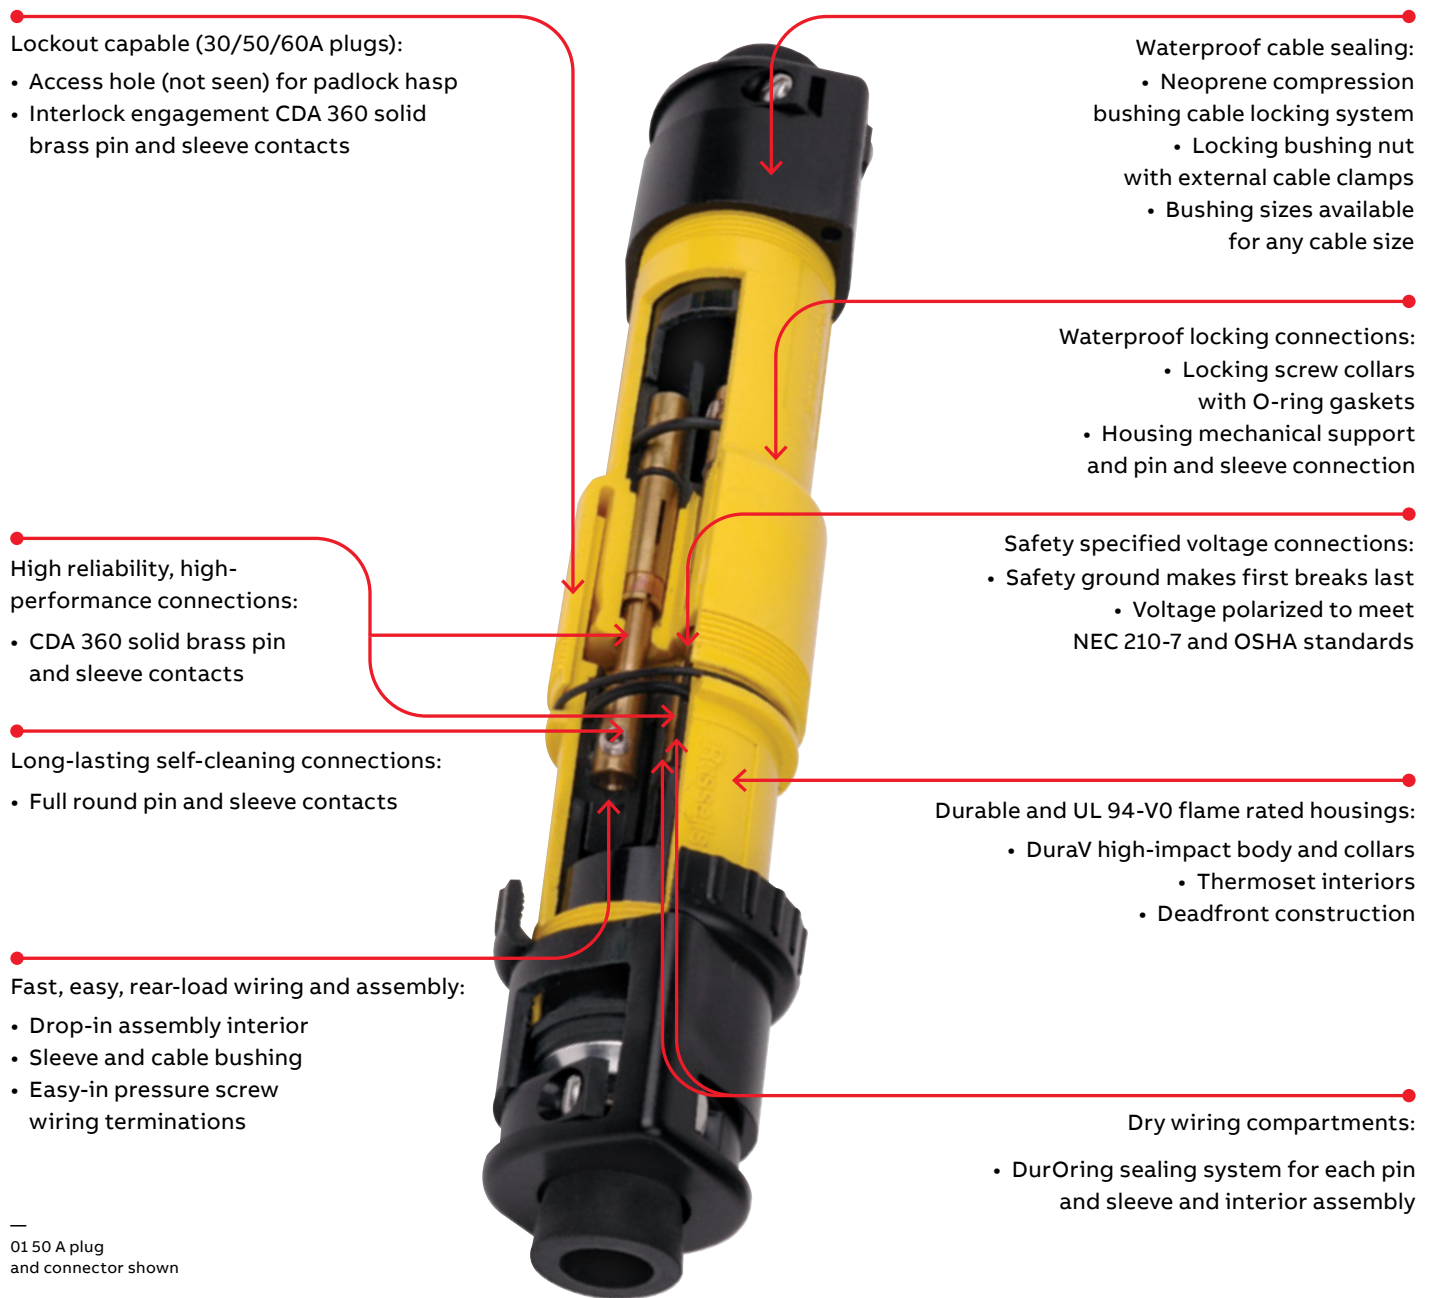 Lockout capable (30/50/60A plugs):
• Access hole (not seen) for padlock hasp
• Interlock engagement CDA 360 solid
brass pin and sleeve contacts
High reliability, high-
performance connections:
• CDA 360 solid brass pin
and sleeve contacts
Long-lasting self-cleaning connections:
• Full round pin and sleeve contacts
Fast, easy, rear-load wiring and assembly:
• Drop-in assembly interior
• Sleeve and cable bushing
• Easy-in pressure screw
wiring terminations
—
01 50 A plug
and connector shown
Waterproof cable sealing:
• Neoprene compression
bushing cable locking system
• Locking bushing nut
with external cable clamps
• Bushing sizes available
for any cable size
Waterproof locking connections:
• Locking screw collars
with O-ring gaskets
• Housing mechanical support
and pin and sleeve connection
Safety specified voltage connections:
• Safety ground makes first breaks last
• Voltage polarized to meet
NEC 210-7 and OSHA standards
Durable and UL 94-V0 flame rated housings:
• DuraV high-impact body and collars
• Thermoset interiors
• Deadfront construction
Dry wiring compartments:
• DurOring sealing system for each pin
and sleeve and interior assembly